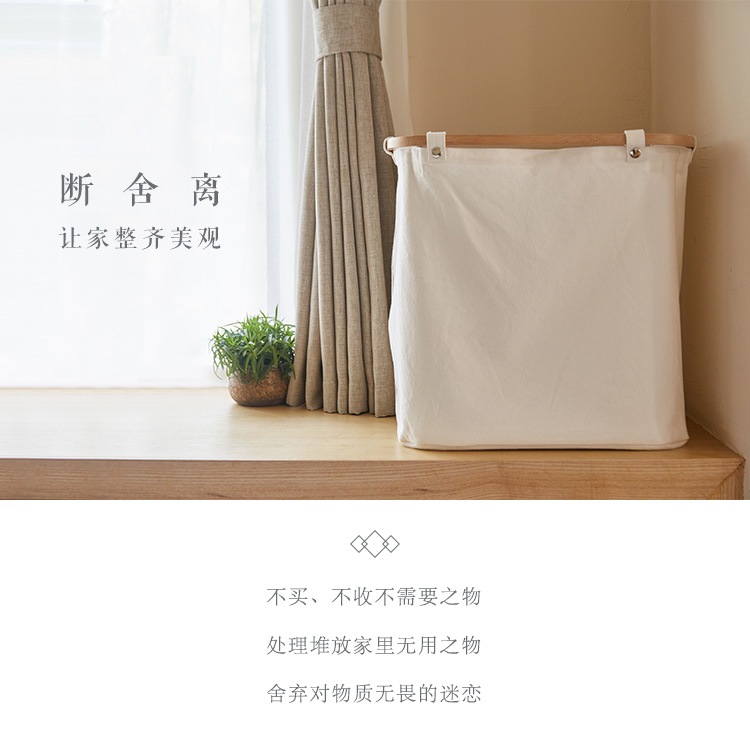 断舍离
让家整齐美观
不买、不收不需要之物
处理堆放家里无用之物
舍弃对物质无畏的迷恋